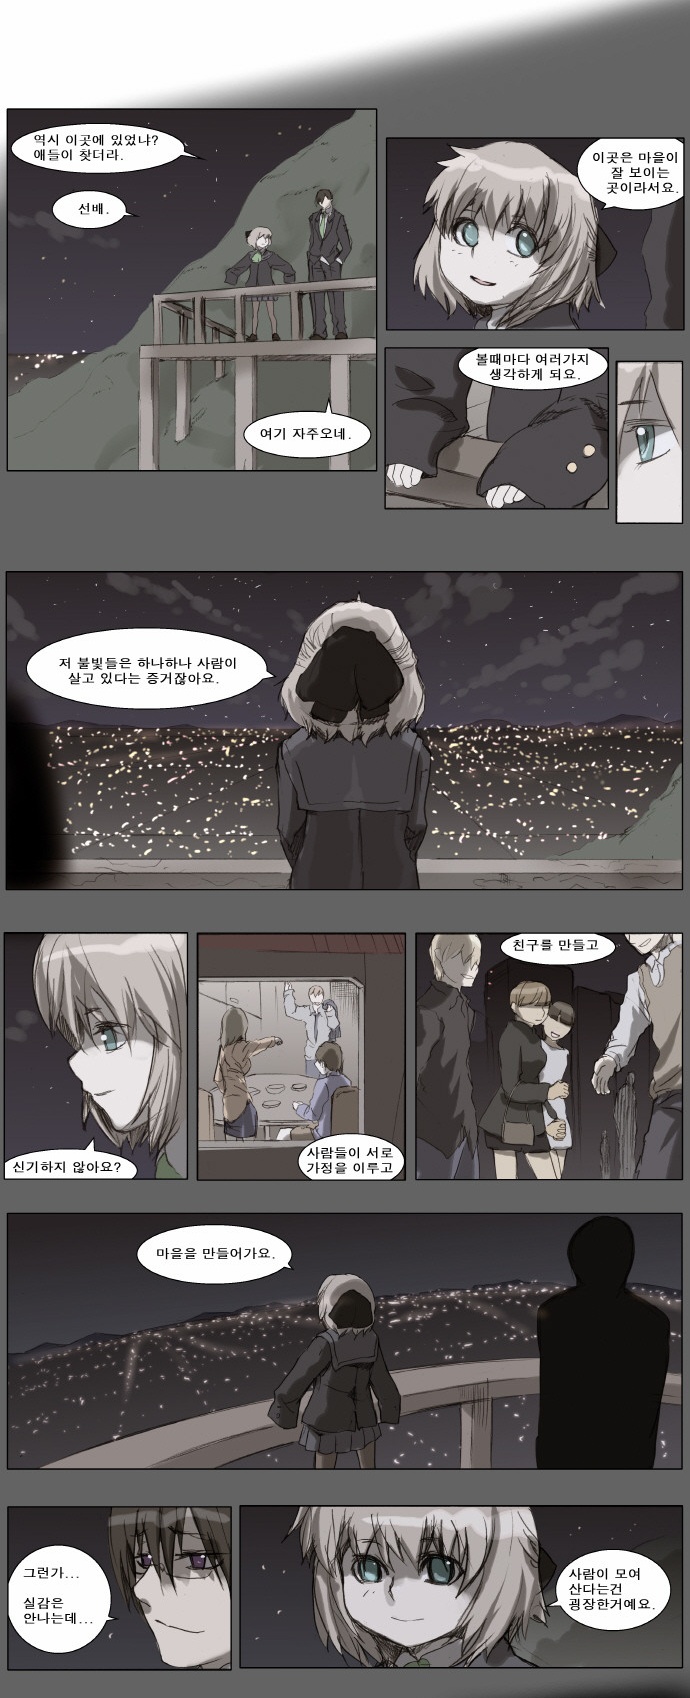 역시 이곳에 있었냐?
애들이 찾더라.
선배.
여기 자주오네.
이곳은 마을이
잘 보이는
곳이라서요.
볼때마다 여러가지
생각하게 되요.
저 불빛들은 하나하나 사람이
살고 있다는 증거잖아요.
신기하지 않아요?
사람들이 서로
가정을 이루고
친구를 만들고
마을을 만들어가요.
그런가...
실감은
안나는데...
사람이 모여
산다는건
굉장한거예요.